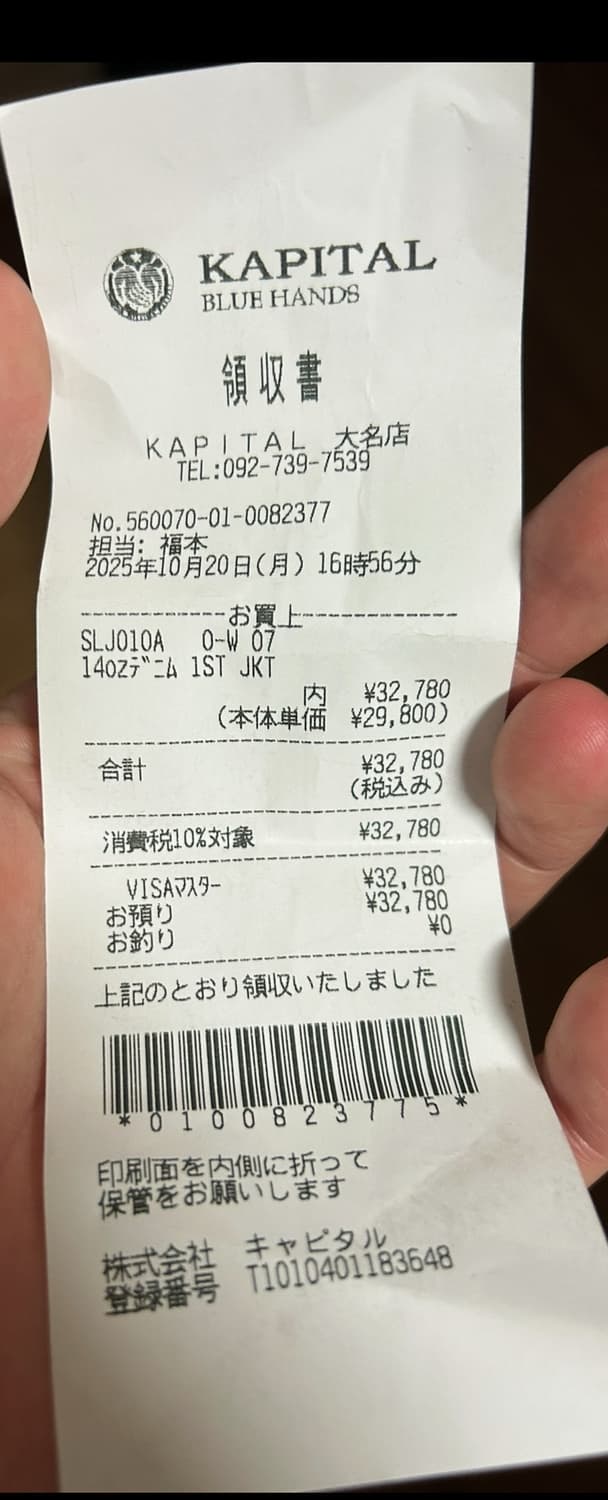 KAPITAL
BLUE HANDS
領収書
KAPITAL 大名店
TEL:092-739-7539
No.560070-01-0082377
担当: 福本
2025年10月20日(月) 16時56分
お買上
SLJ010A 0-W 07
14ozデニム 1ST JKT
内 ¥32,780
(本体単価 ¥29,800)
合計 ¥32,780
(税込み)
消費税10%対象 ¥32,780
VISAマスター ¥32,780
お預り ¥32,780
お釣り ¥0
上記のとおり領収いたしました
*0100823775*
印刷面を内側に折って
保管をお願いします
株式会社 キャピタル
登録番号 T1010401183648